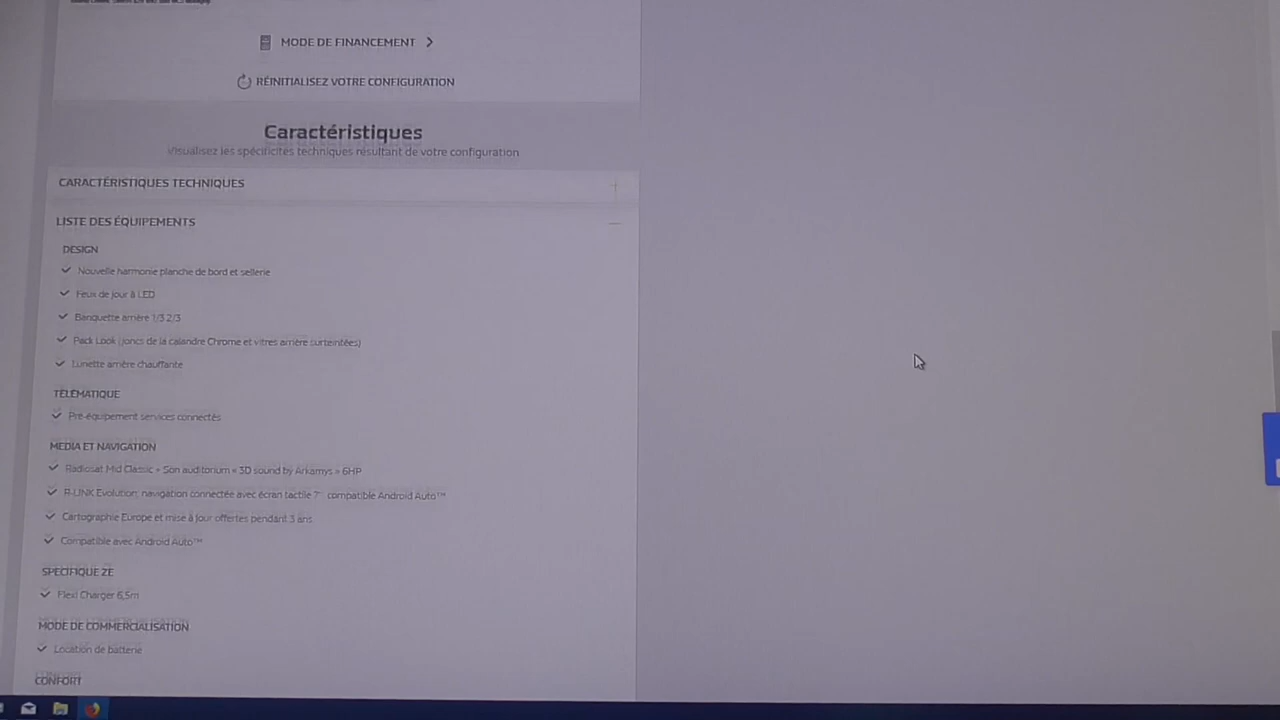 MODE DE FINANCEMENT
RÉINITIALISEZ VOTRE CONFIGURATION
Caractéristiques
Visualisez les spécificités techniques résultant de votre configuration
CARACTÉRISTIQUES TECHNIQUES
LISTE DES ÉQUIPEMENTS
DESIGN
Nouvelle harmonie planche de bord et sellerie
Feux de jour à LED
Banquette arrière 1/3 2/3
Pack Look (joncs de la calandre Chrome et vitres arrière surteintées)
Lunette arrière chauffante
TÉLÉMATIQUE
Pré-équipement services connectés
MEDIA ET NAVIGATION
Radiosat Mid Classic + Son auditorium « 3D sound by Arkamys » 6HP
R-LINK Evolution: navigation connectée avec écran tactile 7" compatible Android Auto™
Cartographie Europe et mise à jour offertes pendant 3 ans
Compatible avec Android Auto™
SPECIFIQUE ZE
Flexi Charger 6,5m
MODE DE COMMERCIALISATION
Location de batterie
CONFORT